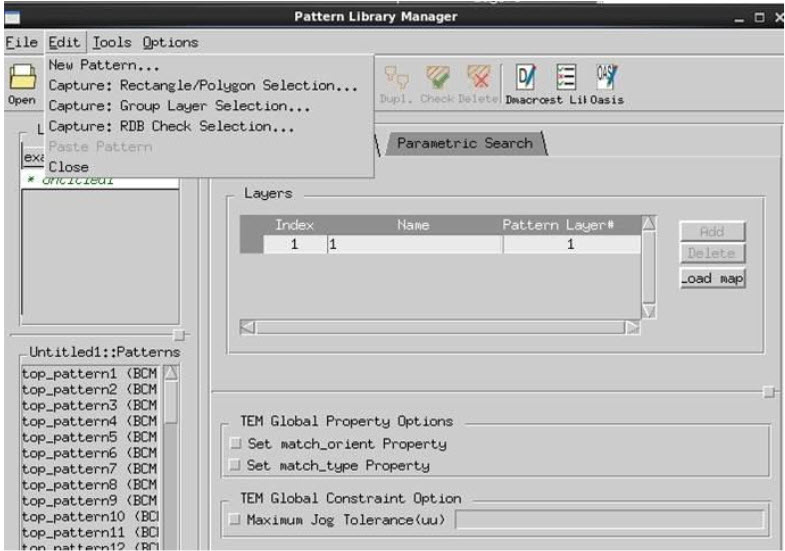 Pattern Library Manager
File Edit Tools Options
New Pattern...
Capture: Rectangle/Polygon Selection...
Capture: Group Layer Selection...
Capture: RDB Check Selection...
Paste Pattern
Close
Open
Dupl. Check Delete Dmacro est Lib Oasis
L
exa
* Untitled1
Parametric Search
Layers
Index Name Pattern Layer#
1 1 1
Add
Delete
Load map
Untitled1::Patterns
top_pattern1 (BCM
top_pattern2 (BCM
top_pattern3 (BCM
top_pattern4 (BCM
top_pattern5 (BCM
top_pattern6 (BCM
top_pattern7 (BCM
top_pattern8 (BCM
top_pattern9 (BCM
top_pattern10 (BC
top_pattern11 (BC
top_pattern12 (BC
TEM Global Property Options
Set match_orient Property
Set match_type Property
TEM Global Constraint Option
Maximum Jog Tolerance(uu)